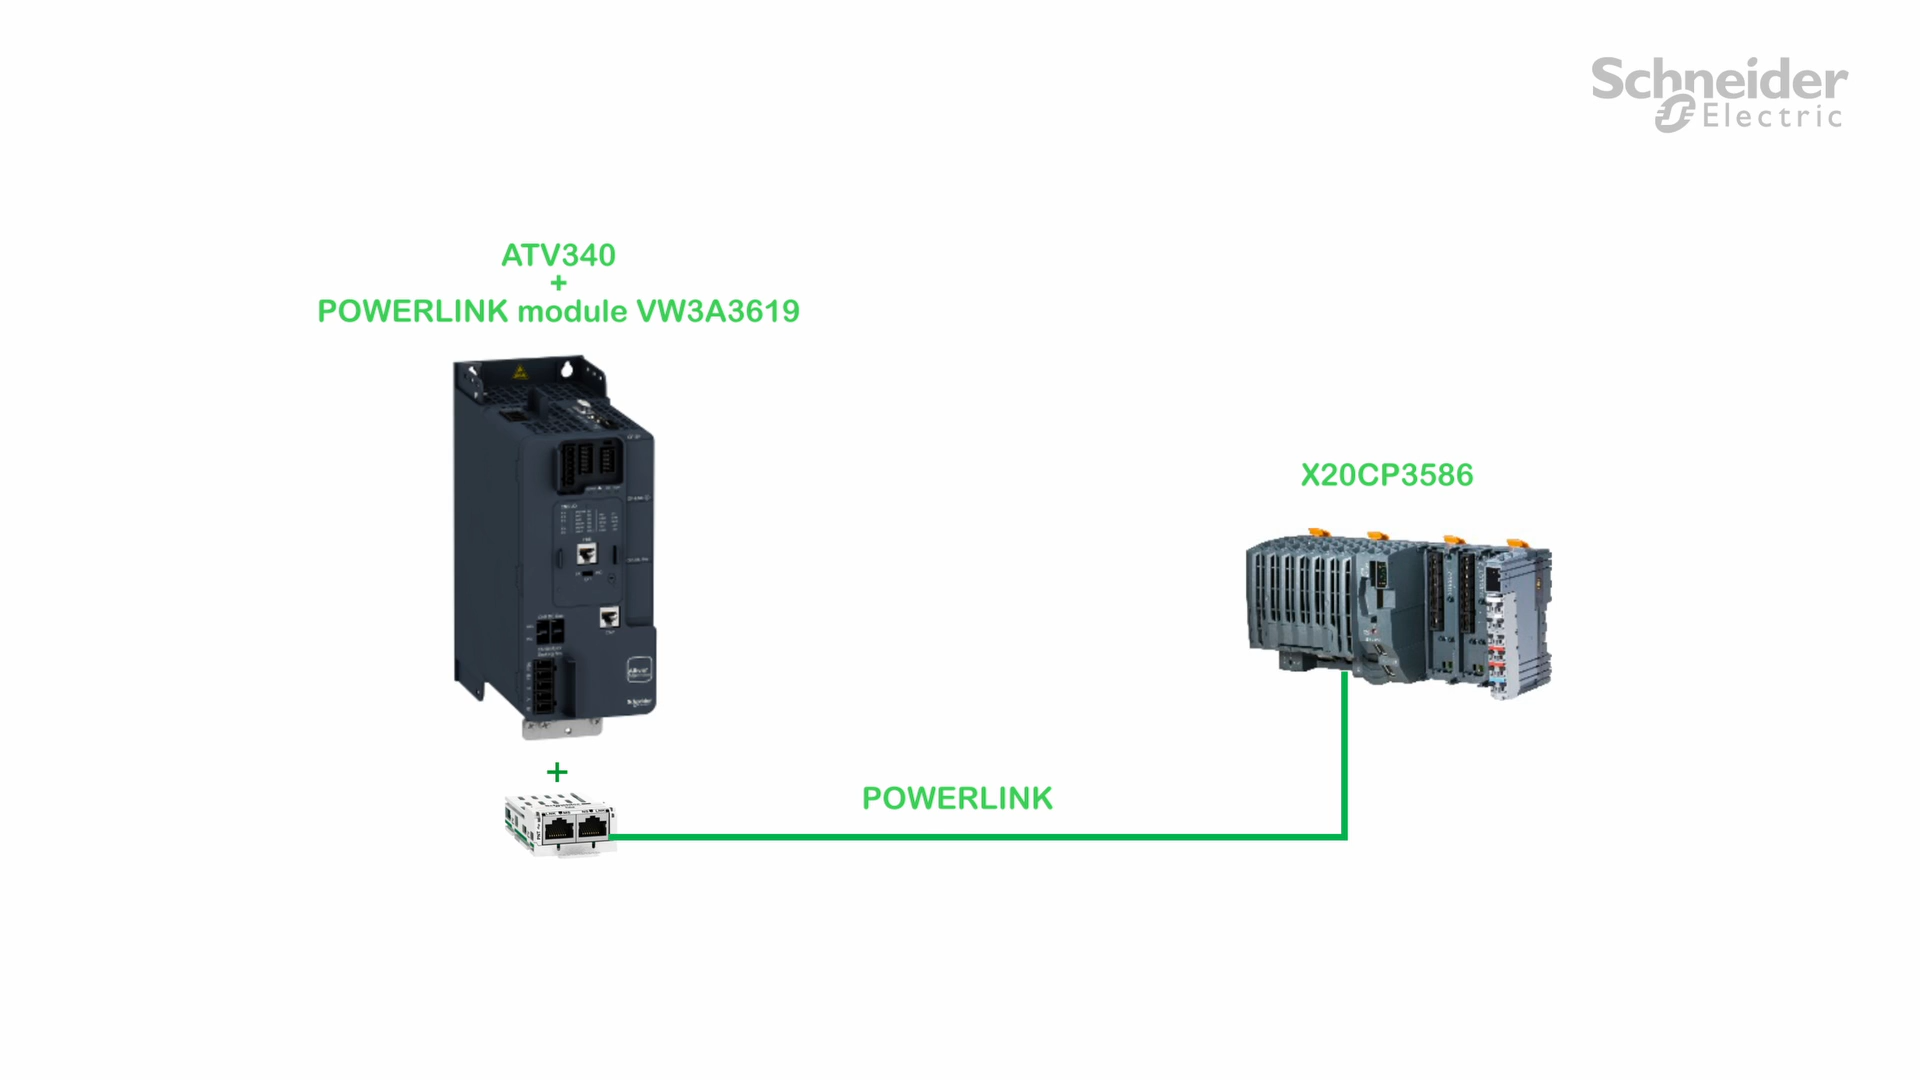 Schneider
Electric
ATV340
+
POWERLINK module VW3A3619
X20CP3586
+
POWERLINK